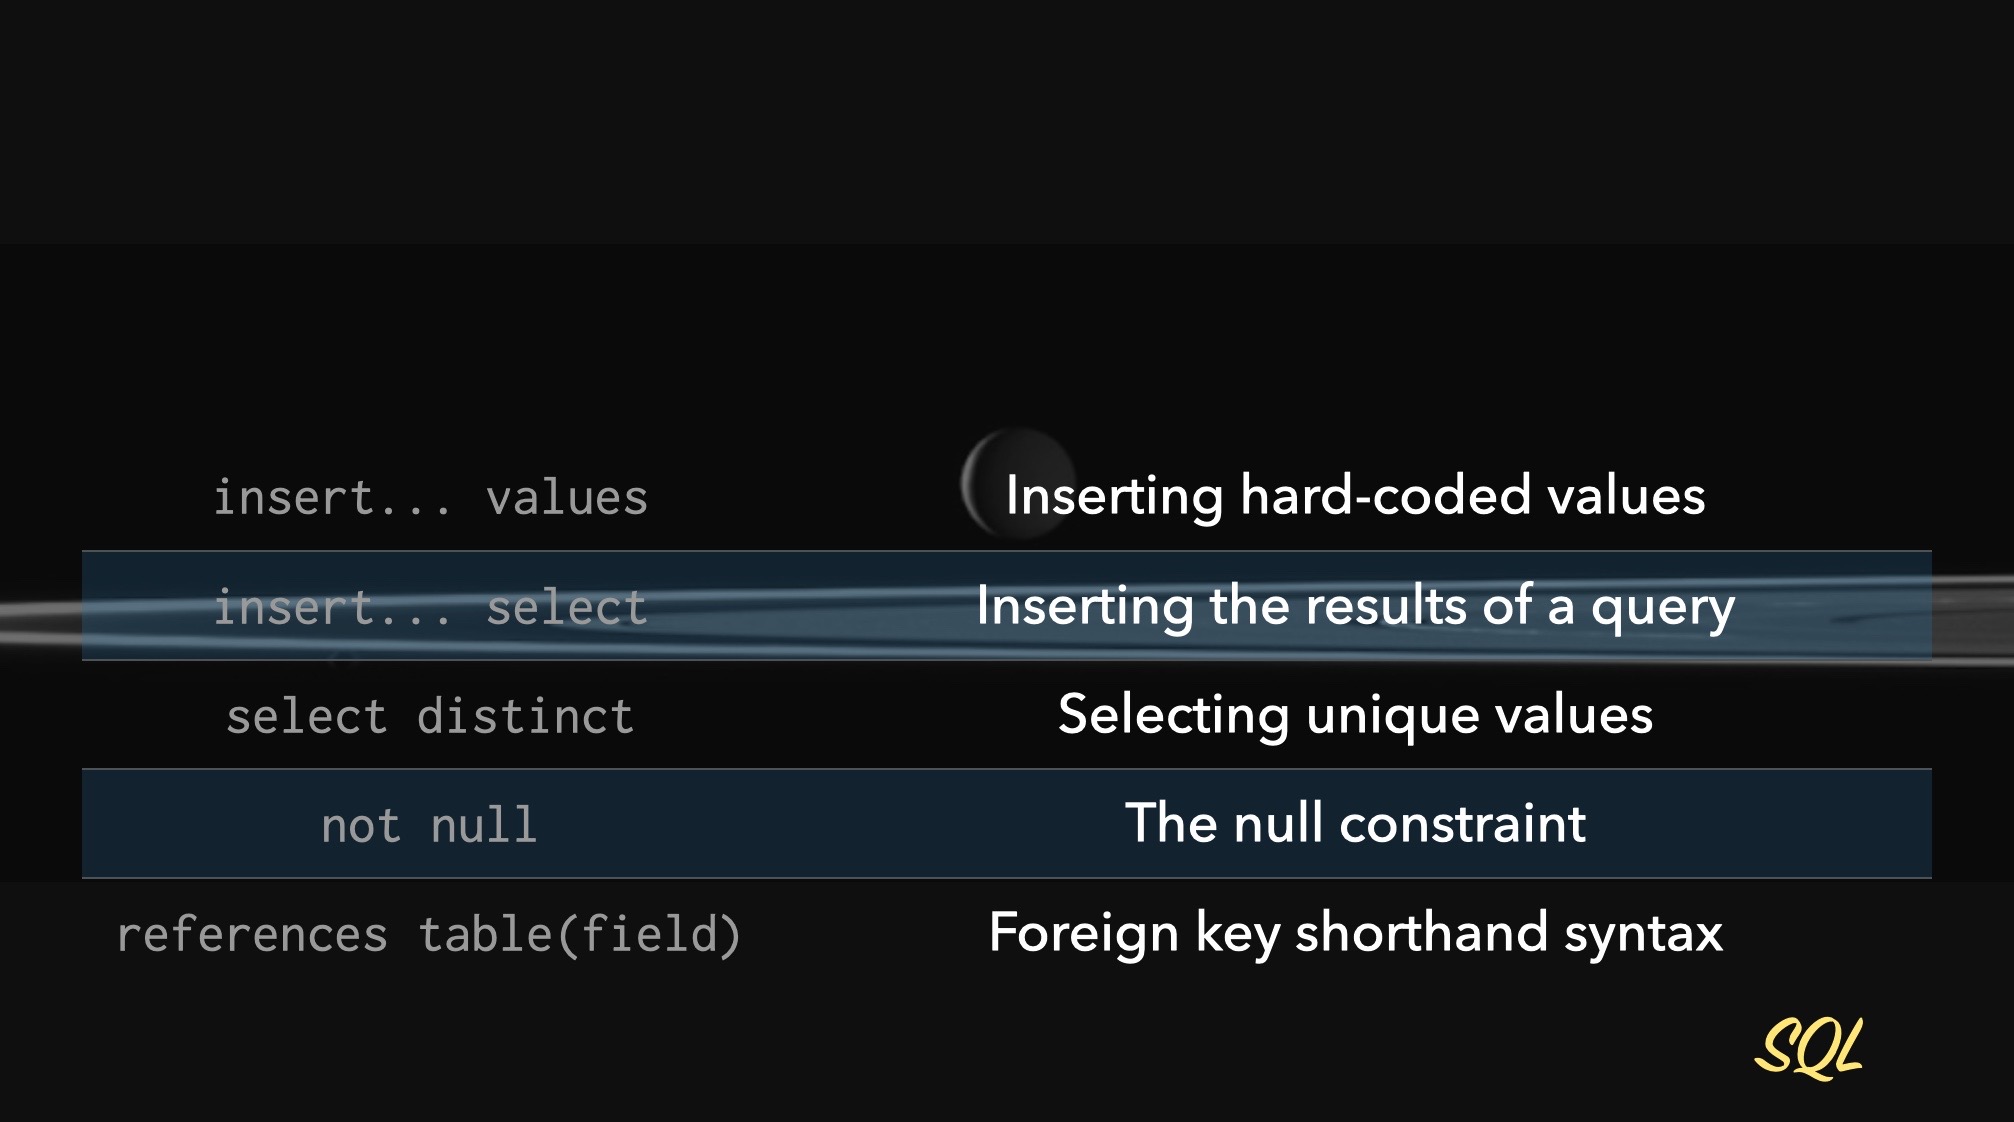 insert... values Inserting hard-coded values
insert... select Inserting the results of a query
select distinct Selecting unique values
not null The null constraint
references table(field) Foreign key shorthand syntax
SQL